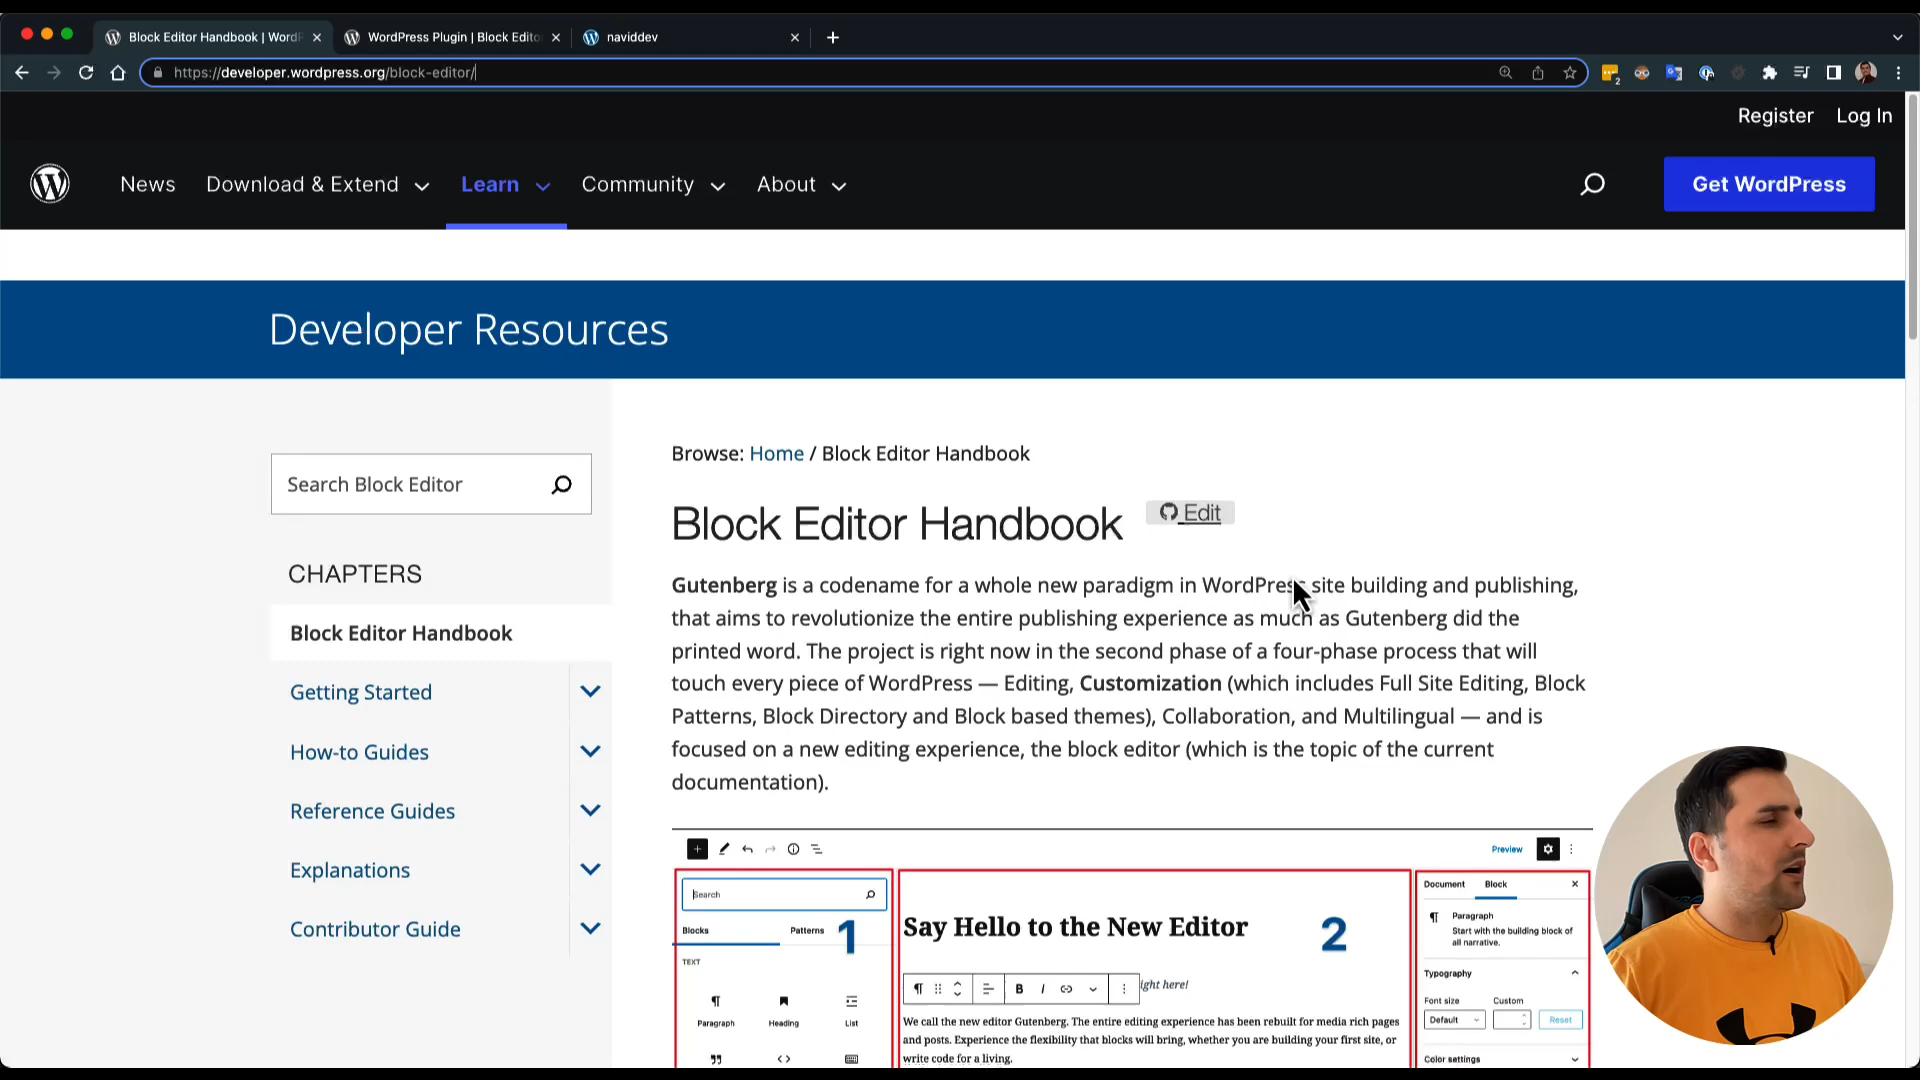 Block Editor Handbook | WordP
WordPress Plugin | Block Edito
naviddev
https://developer.wordpress.org/block-editor/
2
Register
Log In
News
Download & Extend
Learn
Community
About
Get WordPress
Developer Resources
Search Block Editor
CHAPTERS
Block Editor Handbook
Getting Started
How-to Guides
Reference Guides
Explanations
Contributor Guide
Browse: Home / Block Editor Handbook
Block Editor Handbook
Edit
Gutenberg is a codename for a whole new paradigm in WordPress site building and publishing,
that aims to revolutionize the entire publishing experience as much as Gutenberg did the
printed word. The project is right now in the second phase of a four-phase process that will
touch every piece of WordPress — Editing, Customization (which includes Full Site Editing, Block
Patterns, Block Directory and Block based themes), Collaboration, and Multilingual — and is
focused on a new editing experience, the block editor (which is the topic of the current
documentation).
Preview
Search
Blocks
Patterns
1
TEXT
Paragraph
Heading
List
Say Hello to the New Editor
2
B
I
ight here!
We call the new editor Gutenberg. The entire editing experience has been rebuilt for media rich pages
and posts. Experience the flexibility that blocks will bring, whether you are building your first site, or
write code for a living.
Document
Block
Paragraph
Start with the building block of
all narrative.
Typography
Font size
Custom
Default
Reset
Color settings